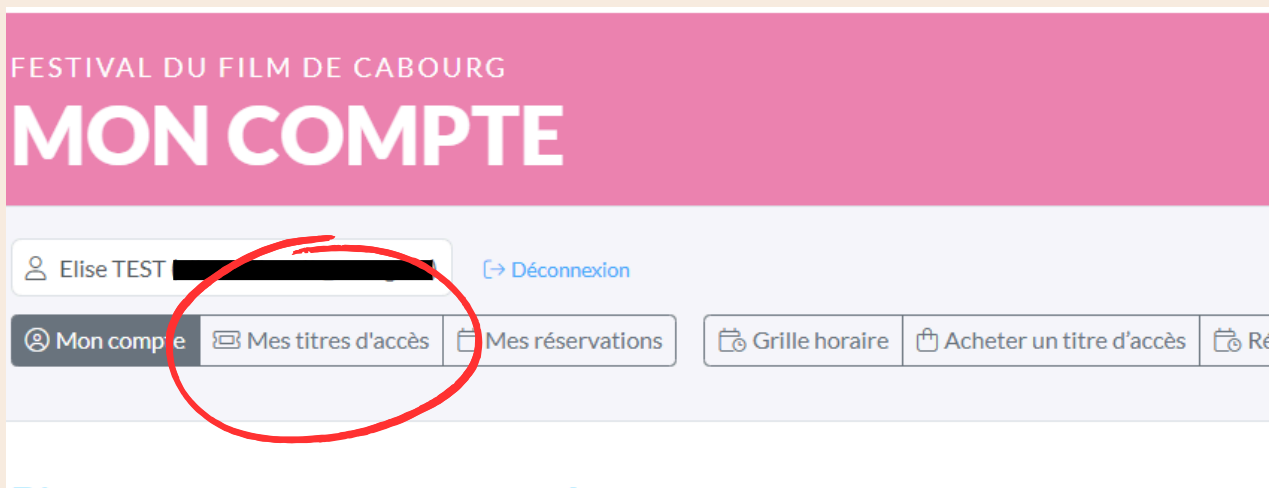 FESTIVAL DU FILM DE CABOURG
MON COMPTE
Elise TEST
Déconnexion
Mon compte
Mes titres d'accès
Mes réservations
Grille horaire
Acheter un titre d’accès